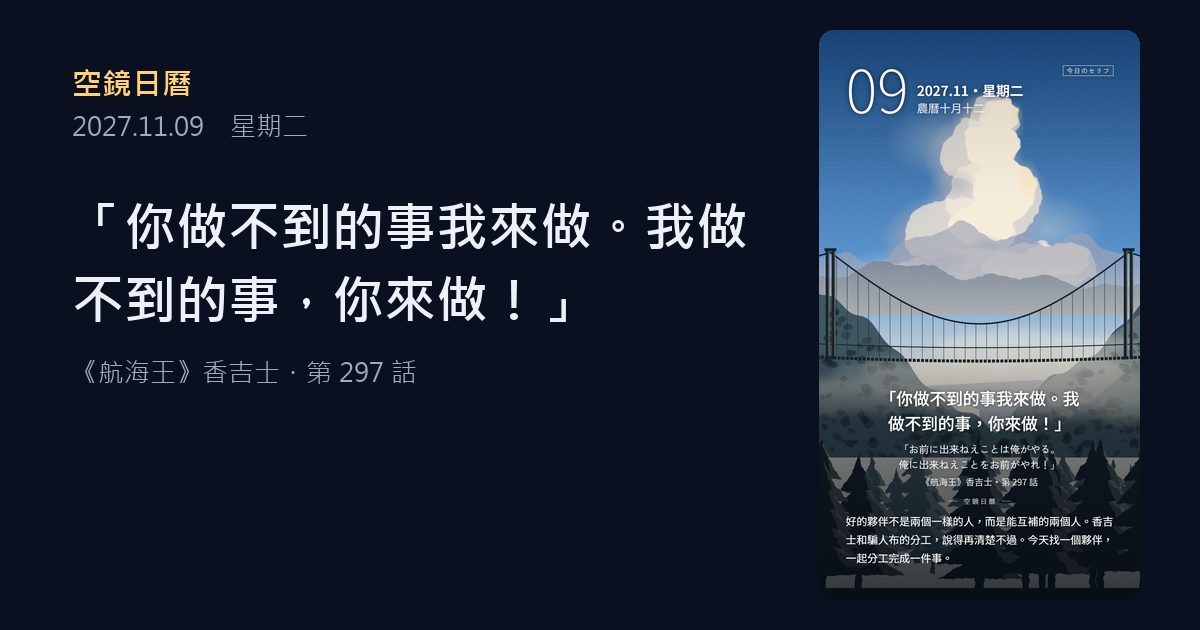 空鏡日曆
2027.11.09 星期二
「你做不到的事我來做。我做
不到的事，你來做！」
《航海王》香吉士．第 297 話
今日のセリフ
09
2027.11・星期二
農曆十月十二
「你做不到的事我來做。我
做不到的事，你來做！」
「お前に出来ねえことは俺がやる。
俺に出来ねえことをお前がやれ！」
《航海王》香吉士・第 297 話
空鏡日曆
好的夥伴不是兩個一樣的人，而是能互補的兩個人。香吉
士和騙人布的分工，說得再清楚不過。今天找一個夥伴，
一起分工完成一件事。